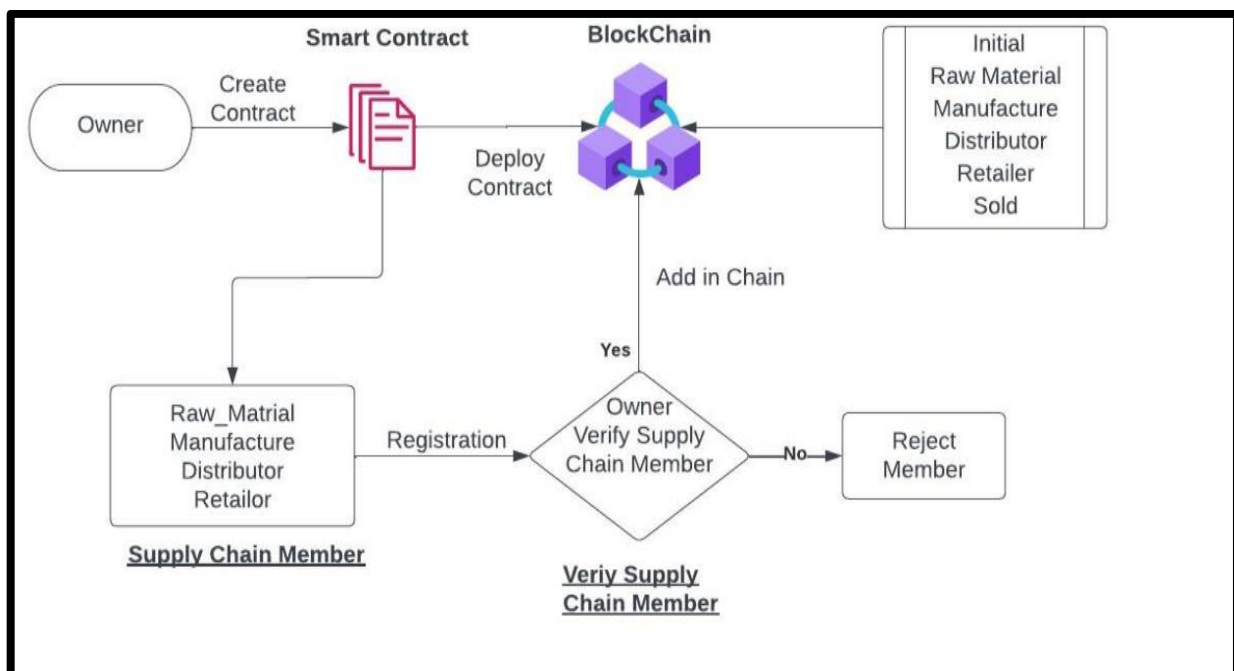 Smart Contract
BlockChain
Owner
Create
Contract
Deploy
Contract
Initial
Raw Material
Manufacture
Distributor
Retailer
Sold
Add in Chain
Yes
Raw_Matrial
Manufacture
Distributor
Retailor
Registration
Owner
Verify Supply
Chain Member
No
Reject
Member
Supply Chain Member
Veriy Supply
Chain Member